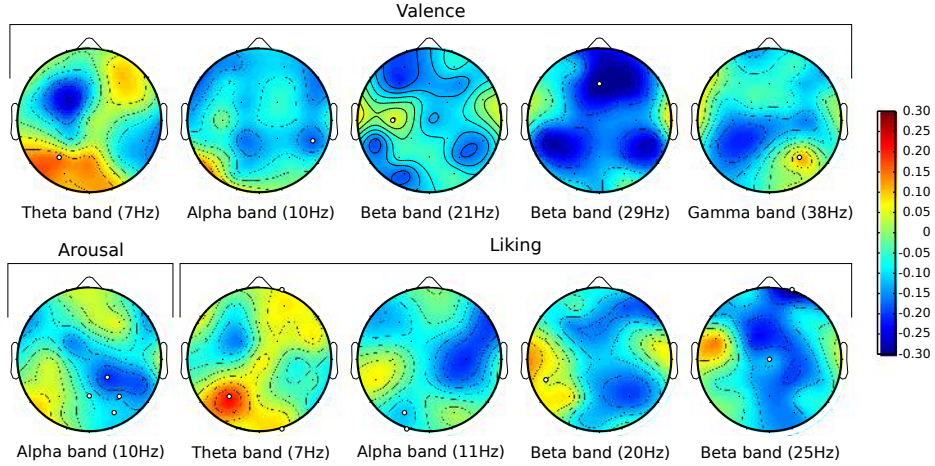 Valence
Theta band (7Hz)
Alpha band (10Hz)
Beta band (21Hz)
Beta band (29Hz)
Gamma band (38Hz)
0.30
0.25
0.20
0.15
0.10
0.05
0
-0.05
-0.10
-0.15
-0.20
-0.25
-0.30
Arousal
Liking
Alpha band (10Hz)
Theta band (7Hz)
Alpha band (11Hz)
Beta band (20Hz)
Beta band (25Hz)